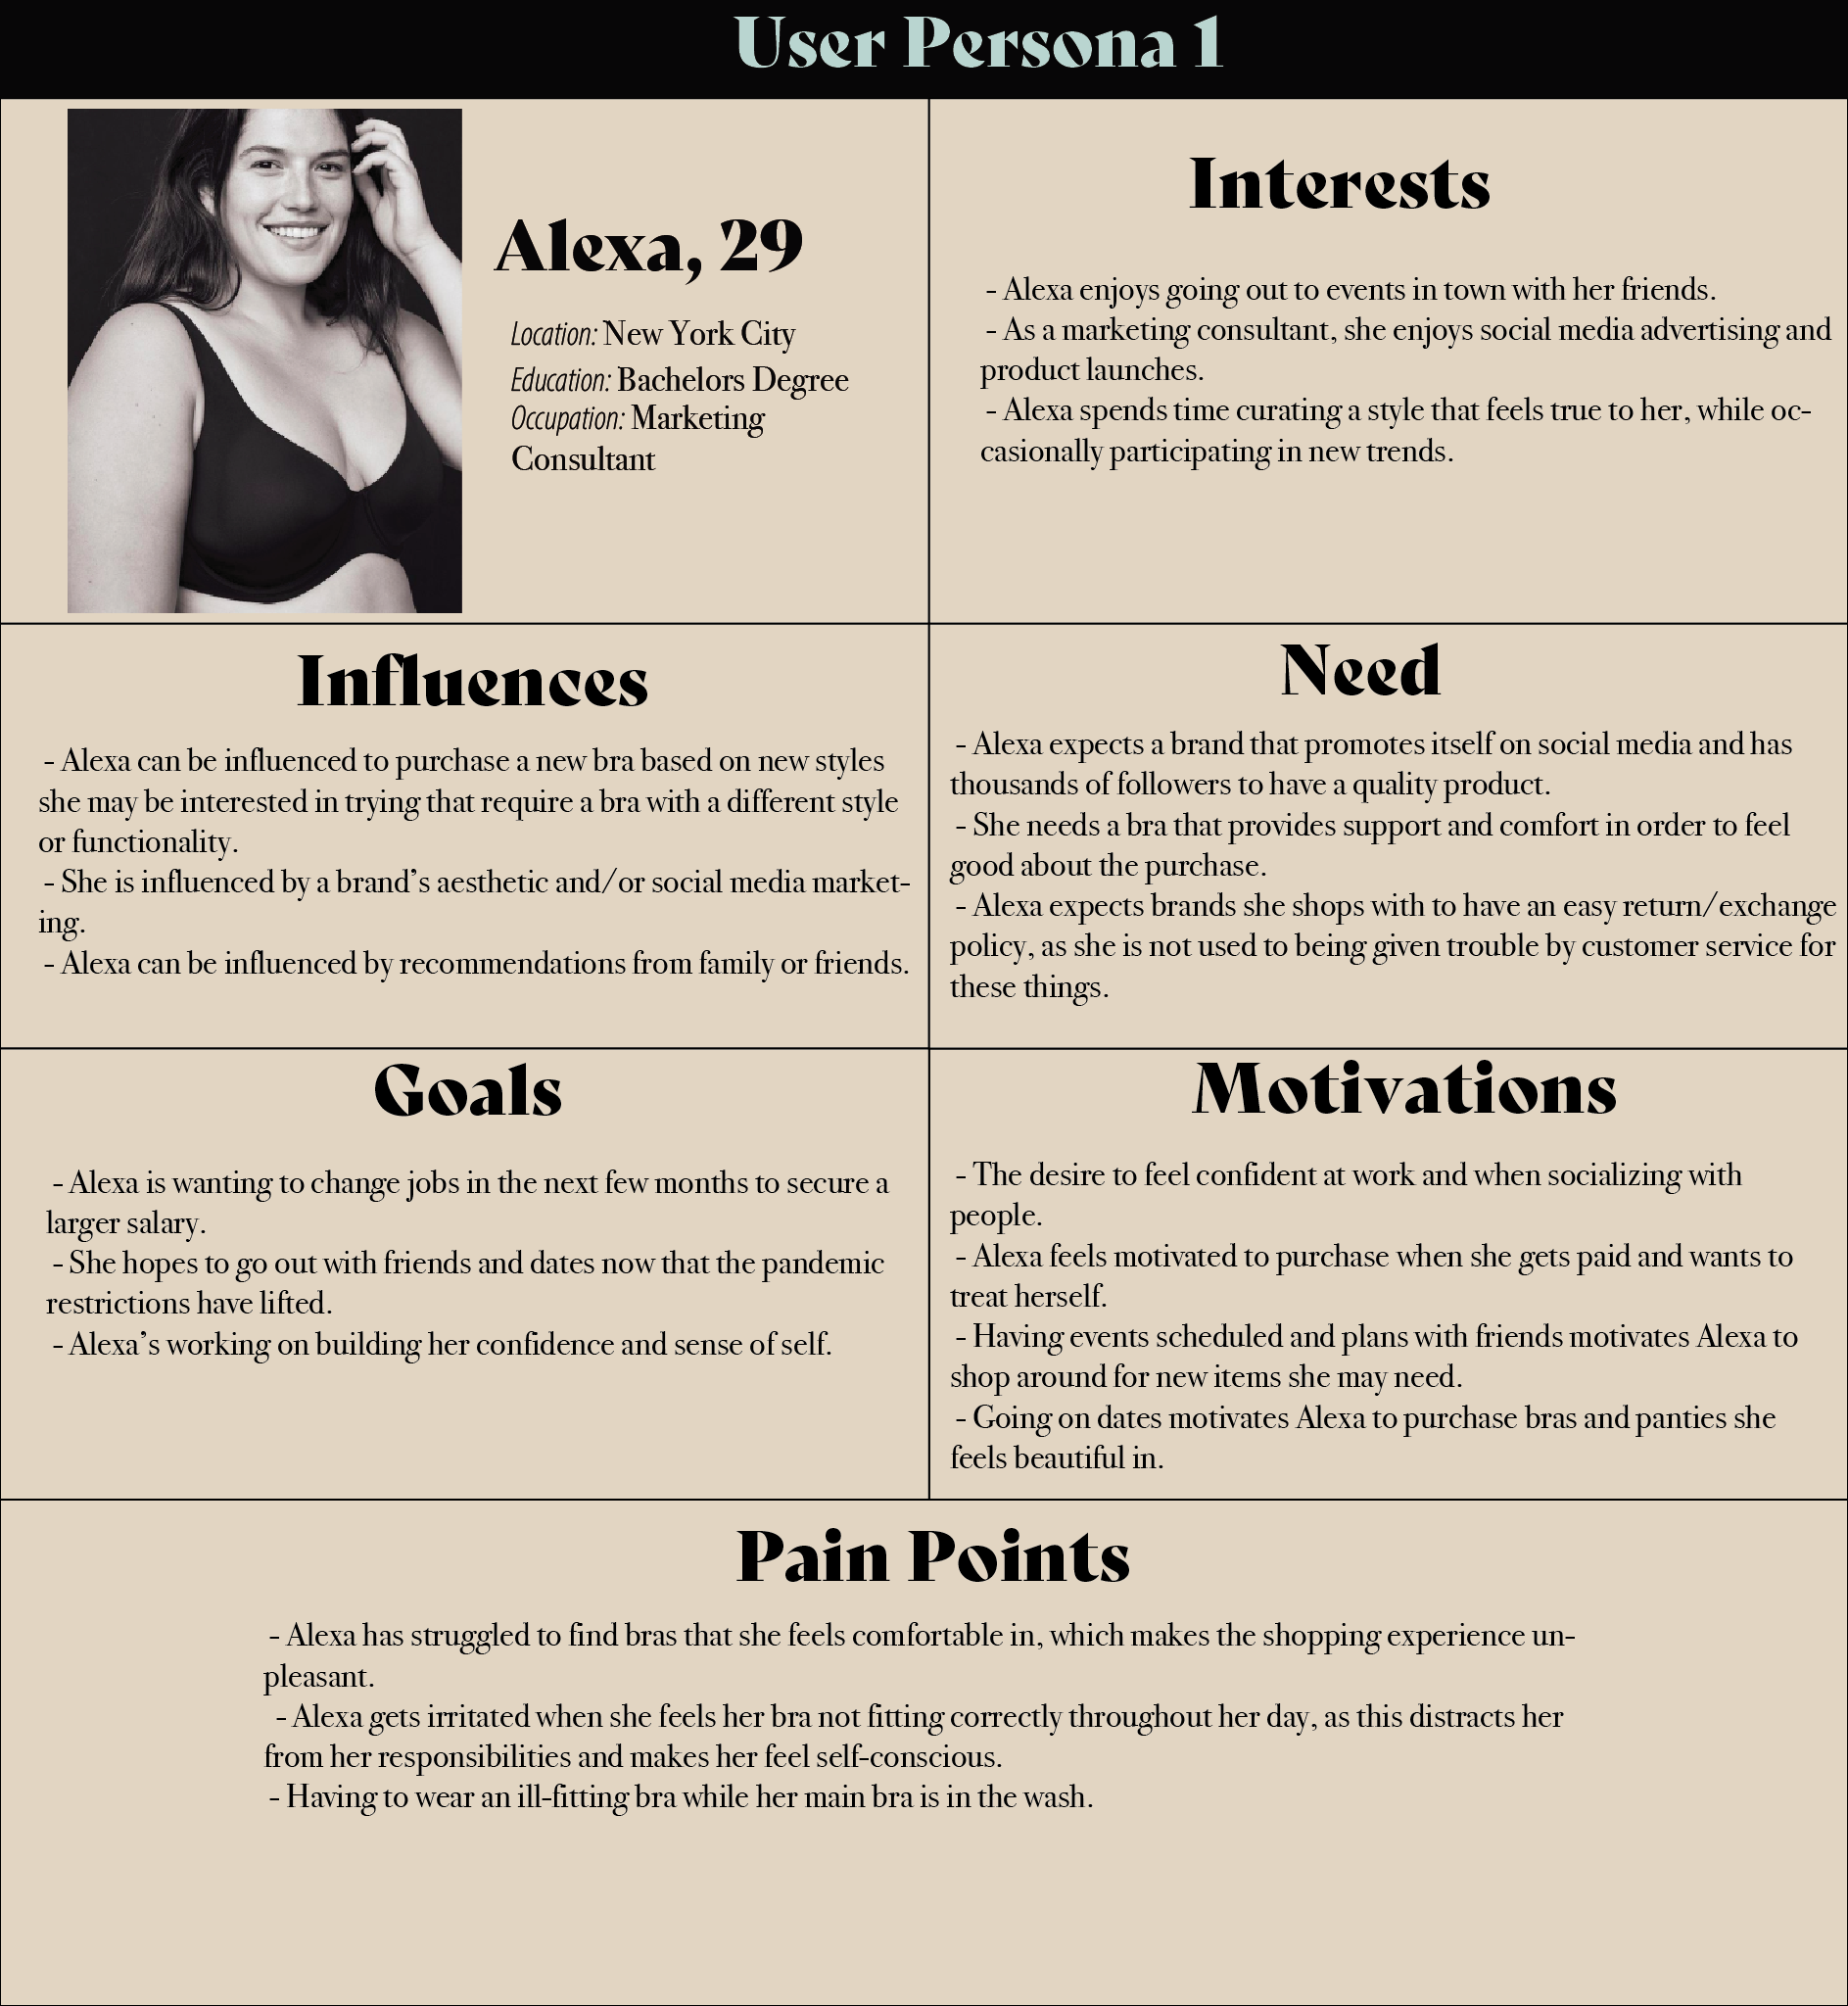 User Persona 1
Alexa, 29
Location: New York City
Education: Bachelors Degree
Occupation: Marketing
Consultant
Interests
- Alexa enjoys going out to events in town with her friends.
- As a marketing consultant, she enjoys social media advertising and
product launches.
- Alexa spends time curating a style that feels true to her, while oc-
casionally participating in new trends.
Influences
- Alexa can be influenced to purchase a new bra based on new styles
she may be interested in trying that require a bra with a different style
or functionality.
- She is influenced by a brand’s aesthetic and/or social media market-
ing.
- Alexa can be influenced by recommendations from family or friends.
Need
- Alexa expects a brand that promotes itself on social media and has
thousands of followers to have a quality product.
- She needs a bra that provides support and comfort in order to feel
good about the purchase.
- Alexa expects brands she shops with to have an easy return/exchange
policy, as she is not used to being given trouble by customer service for
these things.
Goals
- Alexa is wanting to change jobs in the next few months to secure a
larger salary.
- She hopes to go out with friends and dates now that the pandemic
restrictions have lifted.
- Alexa’s working on building her confidence and sense of self.
Motivations
- The desire to feel confident at work and when socializing with
people.
- Alexa feels motivated to purchase when she gets paid and wants to
treat herself.
- Having events scheduled and plans with friends motivates Alexa to
shop around for new items she may need.
- Going on dates motivates Alexa to purchase bras and panties she
feels beautiful in.
Pain Points
- Alexa has struggled to find bras that she feels comfortable in, which makes the shopping experience un-
pleasant.
- Alexa gets irritated when she feels her bra not fitting correctly throughout her day, as this distracts her
from her responsibilities and makes her feel self-conscious.
- Having to wear an ill-fitting bra while her main bra is in the wash.